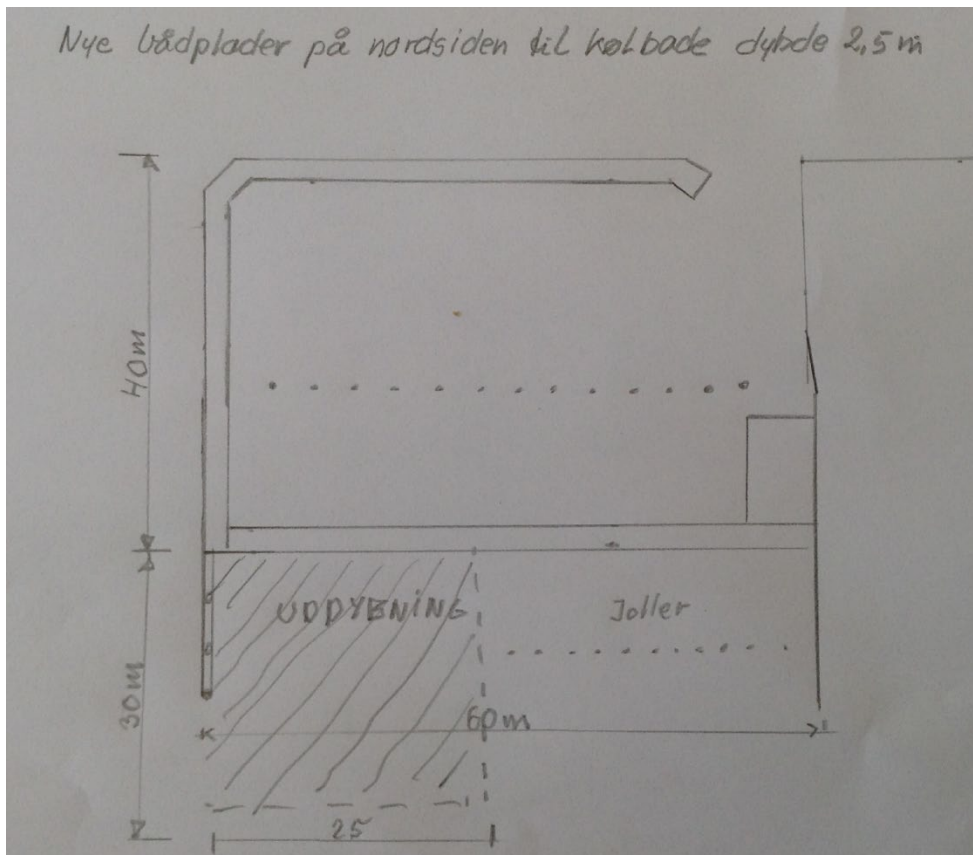 Nye bådplader på nordsiden til kølbade dybde 2,5 m
40m
UDDYBNING
Joller
30m
60m
25